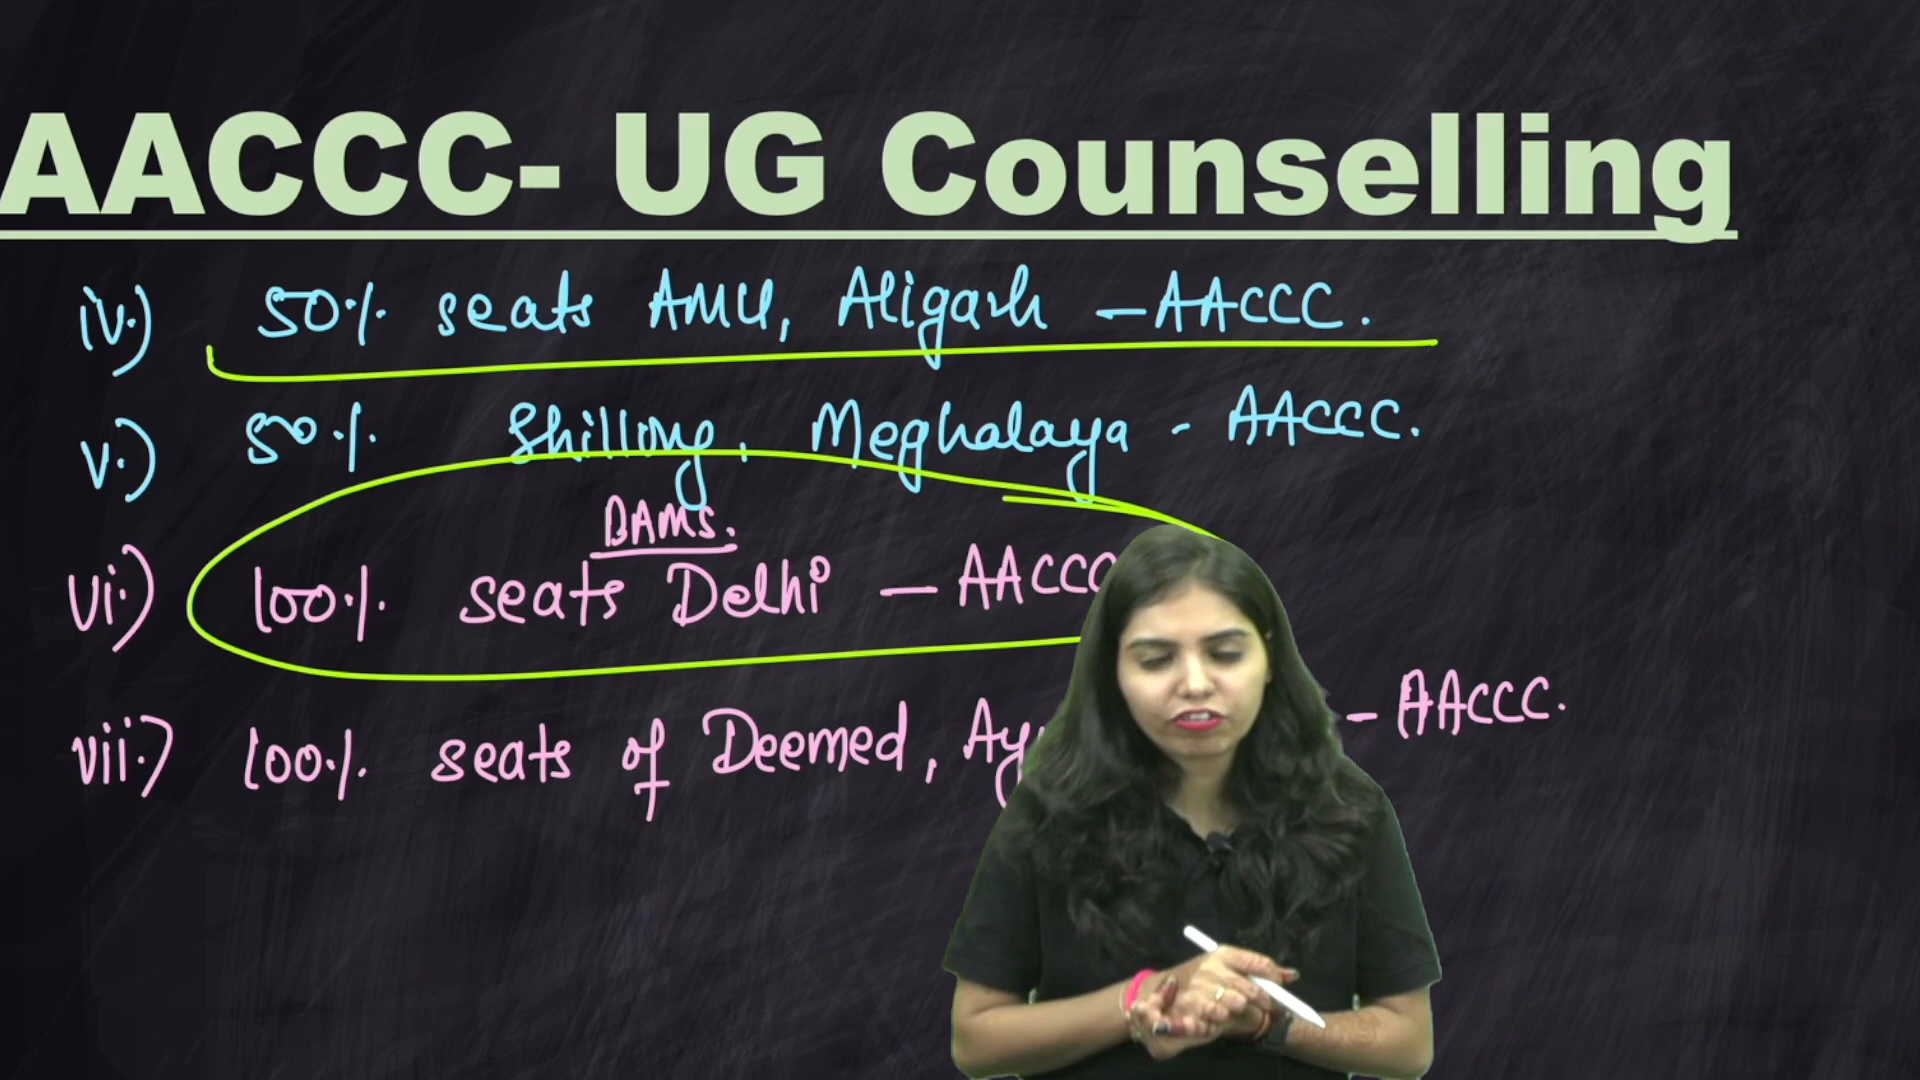 AACCC- UG Counselling
iv.) 50% seats AMU, Aligarh - AACCC.
v.) 50% Shillong, Meghalaya - AACCC.
BAMS.
vi.) 100% seats Delhi - AACCC
vii.) 100% seats of Deemed, - AACCC.